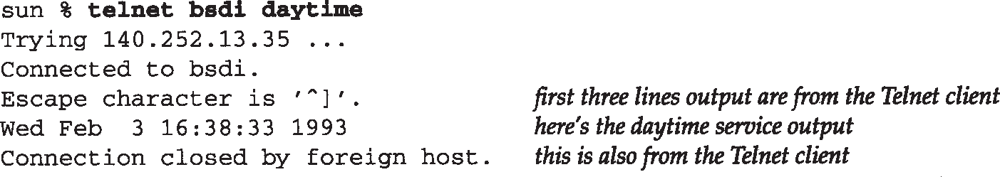 sun % telnet bsdi daytime
Trying 140.252.13.35 ...
Connected to bsdi.
Escape character is '^]'. first three lines output are from the Telnet client
Wed Feb  3 16:38:33 1993 here's the daytime service output
Connection closed by foreign host. this is also from the Telnet client